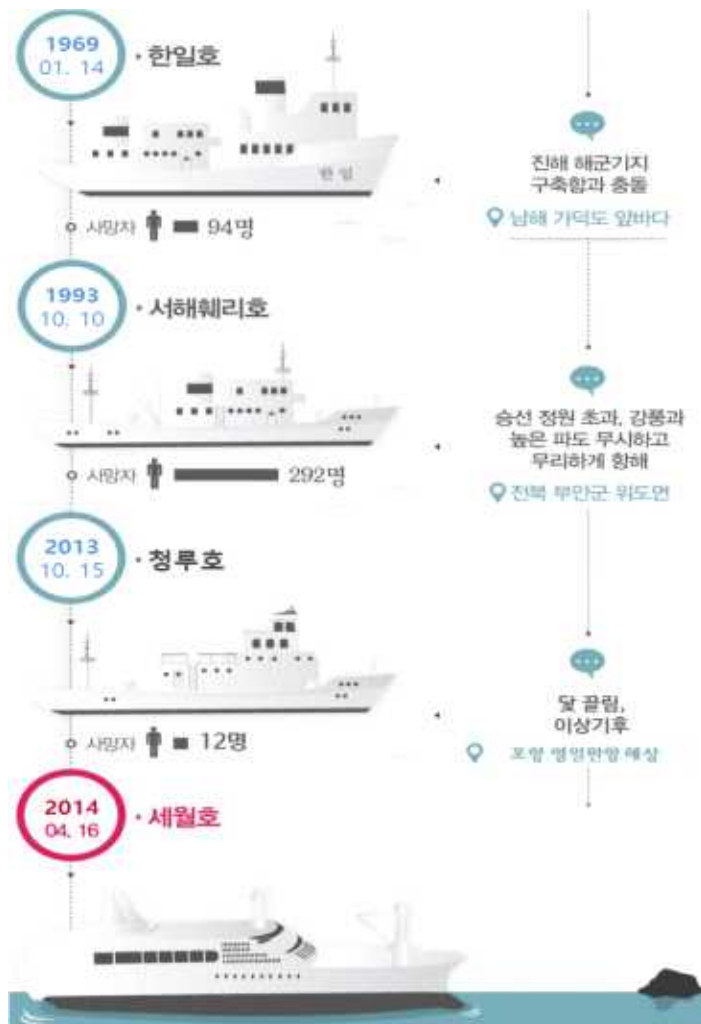 1969
01. 14
· 한일호
한일
진해 해군기지
구축함과 충돌
남해 가덕도 앞바다
사망자 94명
1993
10. 10
· 서해훼리호
승선 정원 초과, 강풍과
높은 파도 무시하고
무리하게 항해
전북 부안군 위도면
사망자 292명
2013
10. 15
· 청루호
닻 끌림,
이상기후
포항 영일만항 해상
사망자 12명
2014
04. 16
· 세월호